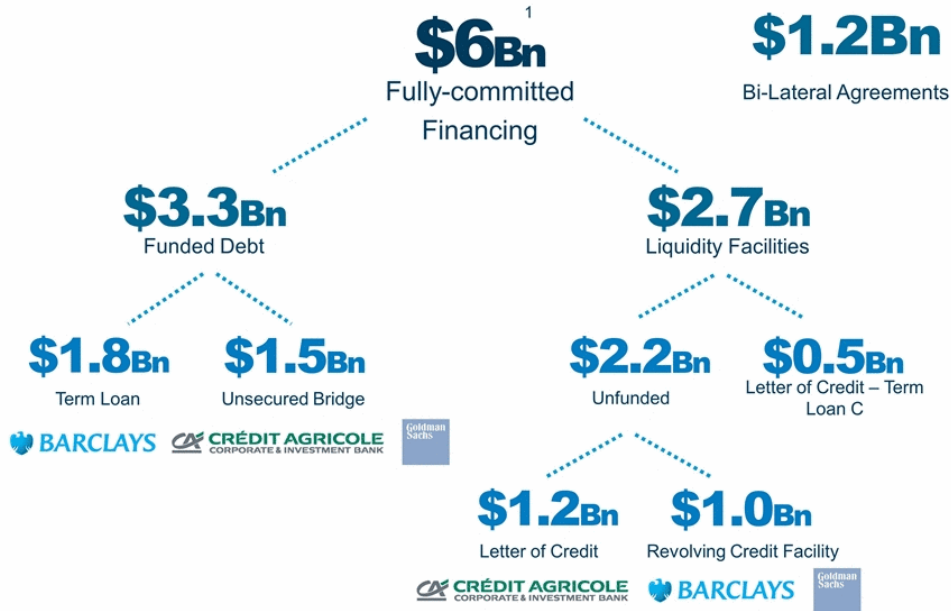 1
$6Bn
Fully-committed
Financing
$1.2Bn
Bi-Lateral Agreements
$3.3Bn
Funded Debt
$2.7Bn
Liquidity Facilities
$1.8Bn
Term Loan
$1.5Bn
Unsecured Bridge
$2.2Bn
Unfunded
$0.5Bn
Letter of Credit – Term
Loan C
BARCLAYS
CA CRÉDIT AGRICOLE
CORPORATE & INVESTMENT BANK
Goldman
Sachs
$1.2Bn
Letter of Credit
$1.0Bn
Revolving Credit Facility
CA CRÉDIT AGRICOLE
CORPORATE & INVESTMENT BANK
BARCLAYS
Goldman
Sachs